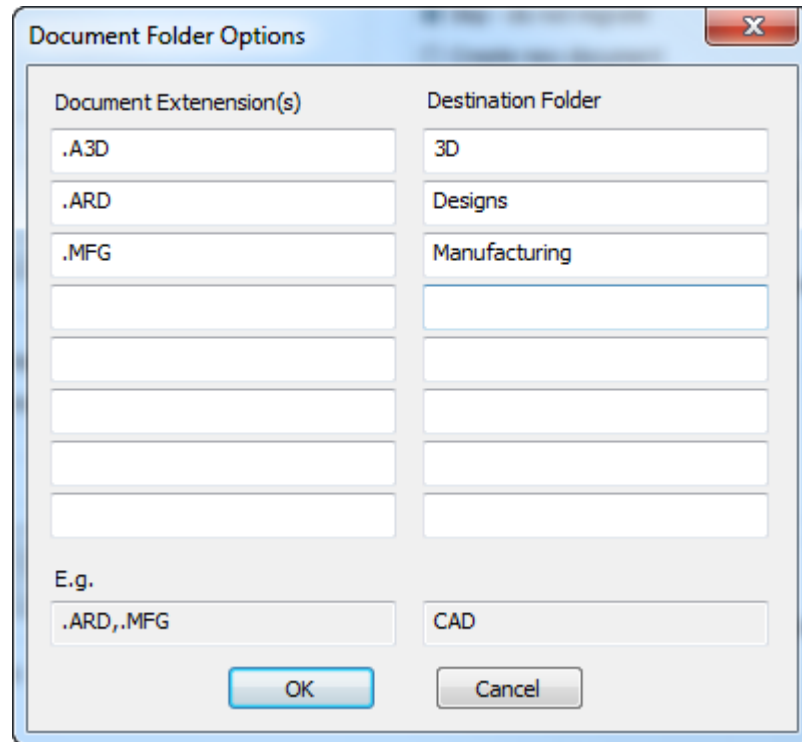 Document Folder Options
Document Extenension(s) Destination Folder
.A3D 3D
.ARD Designs
.MFG Manufacturing
E.g.
.ARD,.MFG CAD
OK Cancel